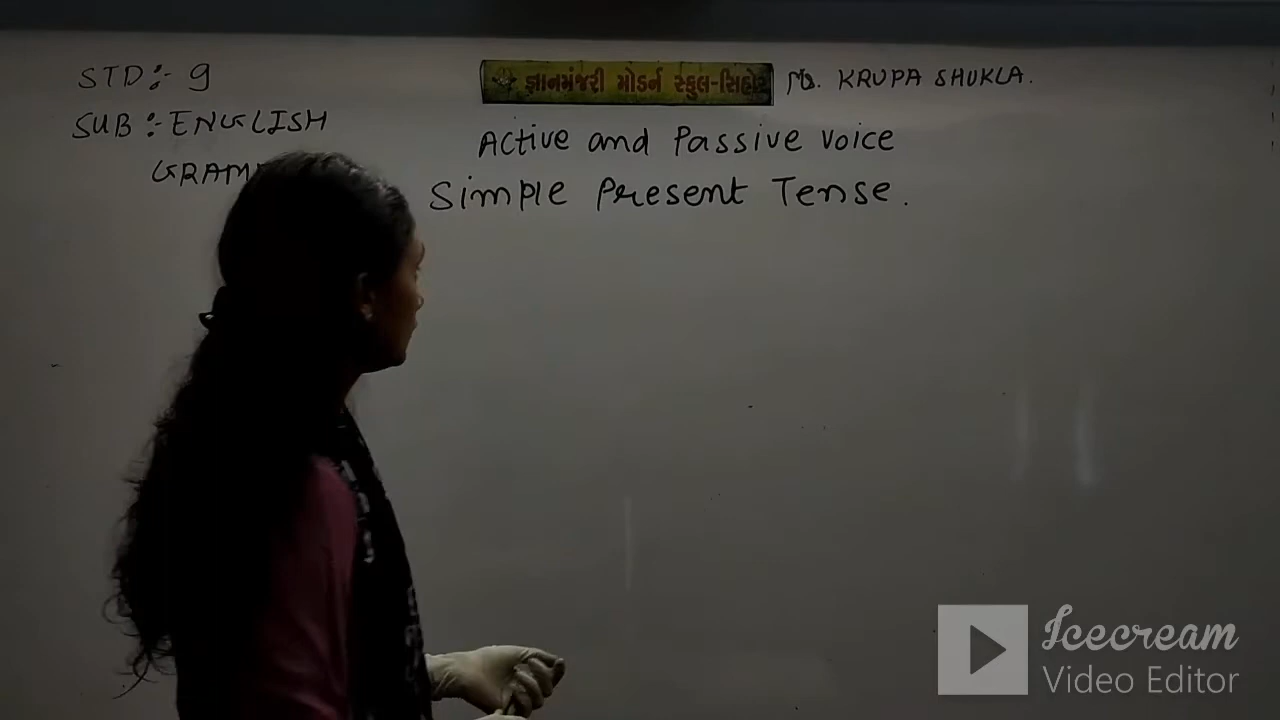 STD :- 9
જ્ઞાનમંજરી મોડર્ન સ્કુલ-સિહોર
KRUPA SHUKLA.
SUB :- ENGLISH
Active and Passive voice
GRAM
Simple Present Tense.
Icecream
Video Editor